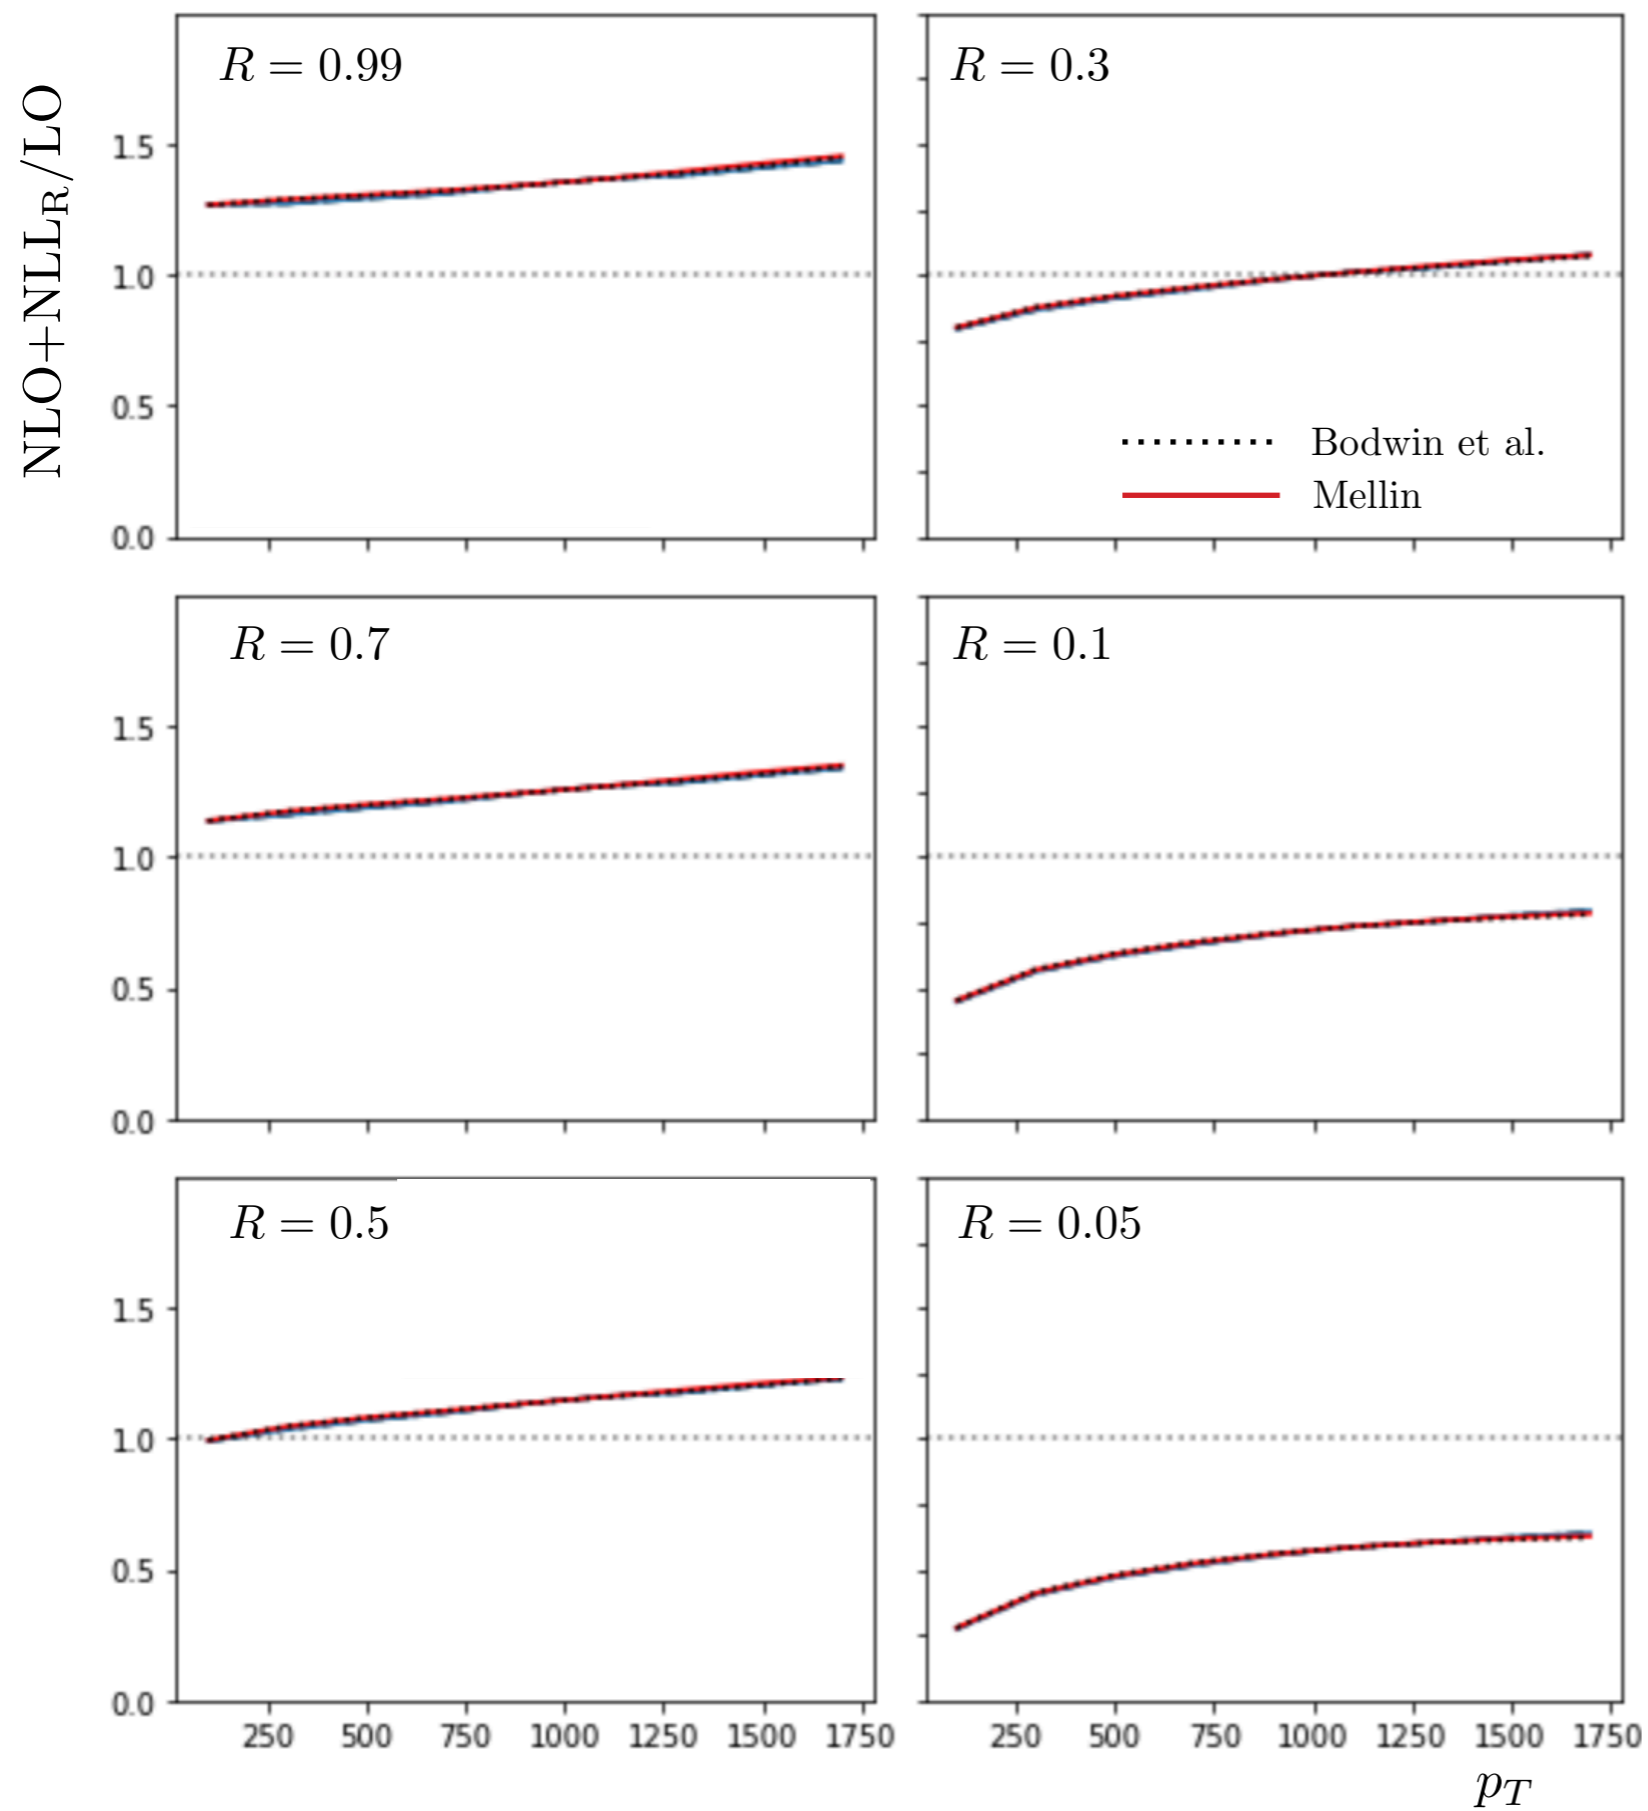 NLO+NLL_R/LO
R = 0.99
1.5
1.0
0.5
0.0
R = 0.3
Bodwin et al.
Mellin
R = 0.7
1.5
1.0
0.5
0.0
R = 0.1
R = 0.5
1.5
1.0
0.5
0.0
250 500 750 1000 1250 1500 1750
R = 0.05
250 500 750 1000 1250 1500 1750
p_T